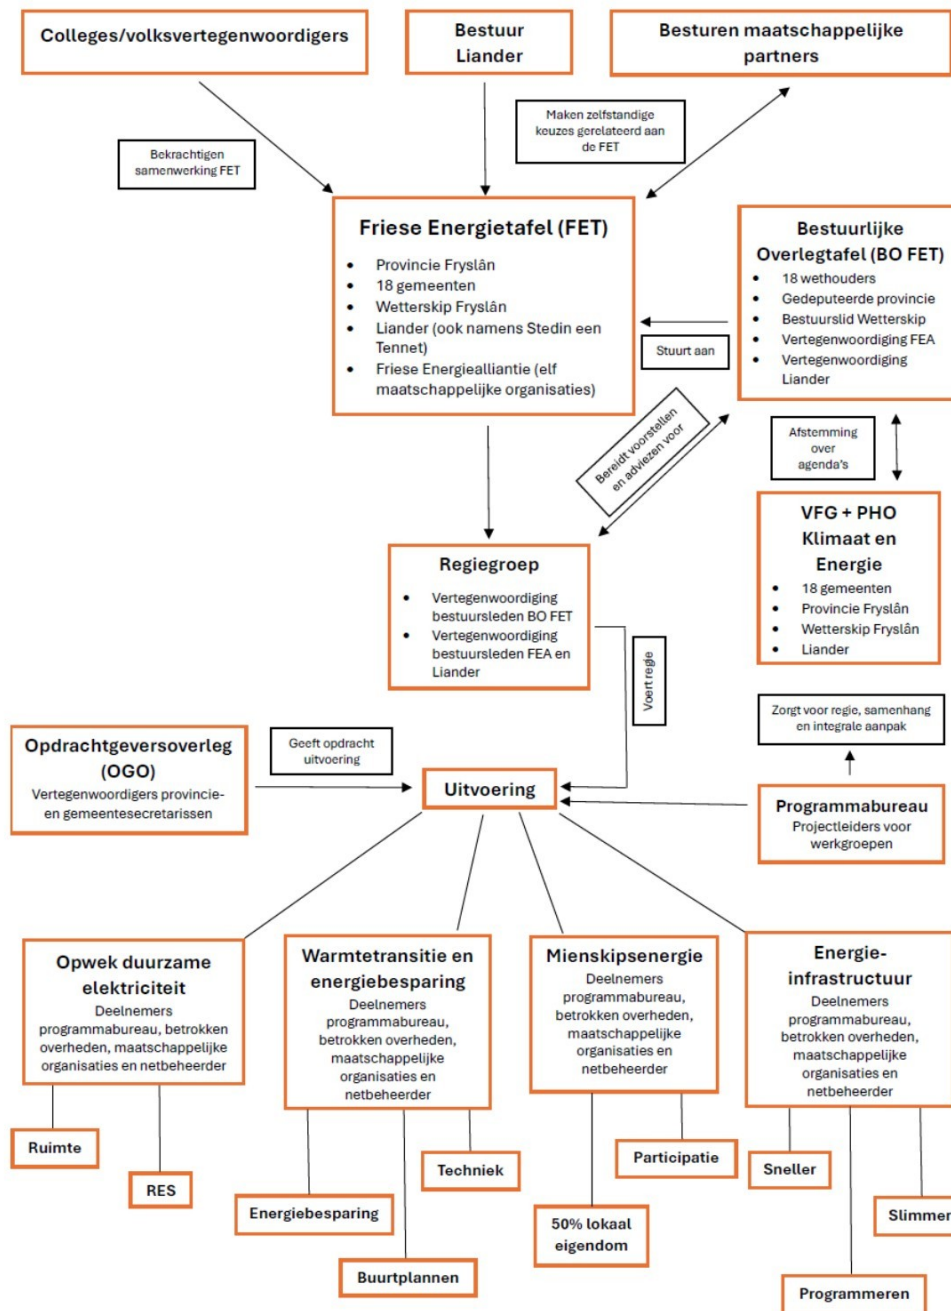 Colleges/volksvertegenwoordigers
Bestuur
Liander
Besturen maatschappelijke
partners
Bekrachtigen
samenwerking FET
Maken zelfstandige
keuzes gerelateerd aan
de FET
Friese Energietafel (FET)
• Provincie Fryslân
• 18 gemeenten
• Wetterskip Fryslân
• Liander (ook namens Stedin een
Tennet)
• Friese Energiealliantie (elf
maatschappelijke organisaties)
Bestuurlijke
Overlegtafel (BO FET)
• 18 wethouders
• Gedeputeerde provincie
• Bestuurslid Wetterskip
• Vertegenwoordiging FEA
• Vertegenwoordiging
Liander
Stuurt aan
Bereidt voorstellen
en adviezen voor
Afstemming
over
agenda's
VFG + PHO
Klimaat en
Energie
• 18 gemeenten
• Provincie Fryslân
• Wetterskip Fryslân
• Liander
Regiegroep
• Vertegenwoordiging
bestuursleden BO FET
• Vertegenwoordiging
bestuursleden FEA en
Liander
Voert regie
Zorgt voor regie, samenhang
en integrale aanpak
Opdrachtgeversoverleg
(OGO)
Vertegenwoordigers provincie-
en gemeentesecretarissen
Geeft opdracht
uitvoering
Uitvoering
Programmabureau
Projectleiders voor
werkgroepen
Opwek duurzame
elektriciteit
Deelnemers
programmabureau, betrokken
overheden, maatschappelijke
organisaties en netbeheerder
Warmtetransitie en
energiebesparing
Deelnemers
programmabureau,
betrokken overheden,
maatschappelijke
organisaties en
netbeheerder
Mienskipsenergie
Deelnemers
programmabureau,
betrokken overheden,
maatschappelijke
organisaties en
netbeheerder
Energie-
infrastructuur
Deelnemers
programmabureau,
betrokken overheden,
maatschappelijke
organisaties en
netbeheerder
Ruimte
RES
Energiebesparing
Buurtplannen
Techniek
50% lokaal
eigendom
Participatie
Sneller
Programmeren
Slimmer